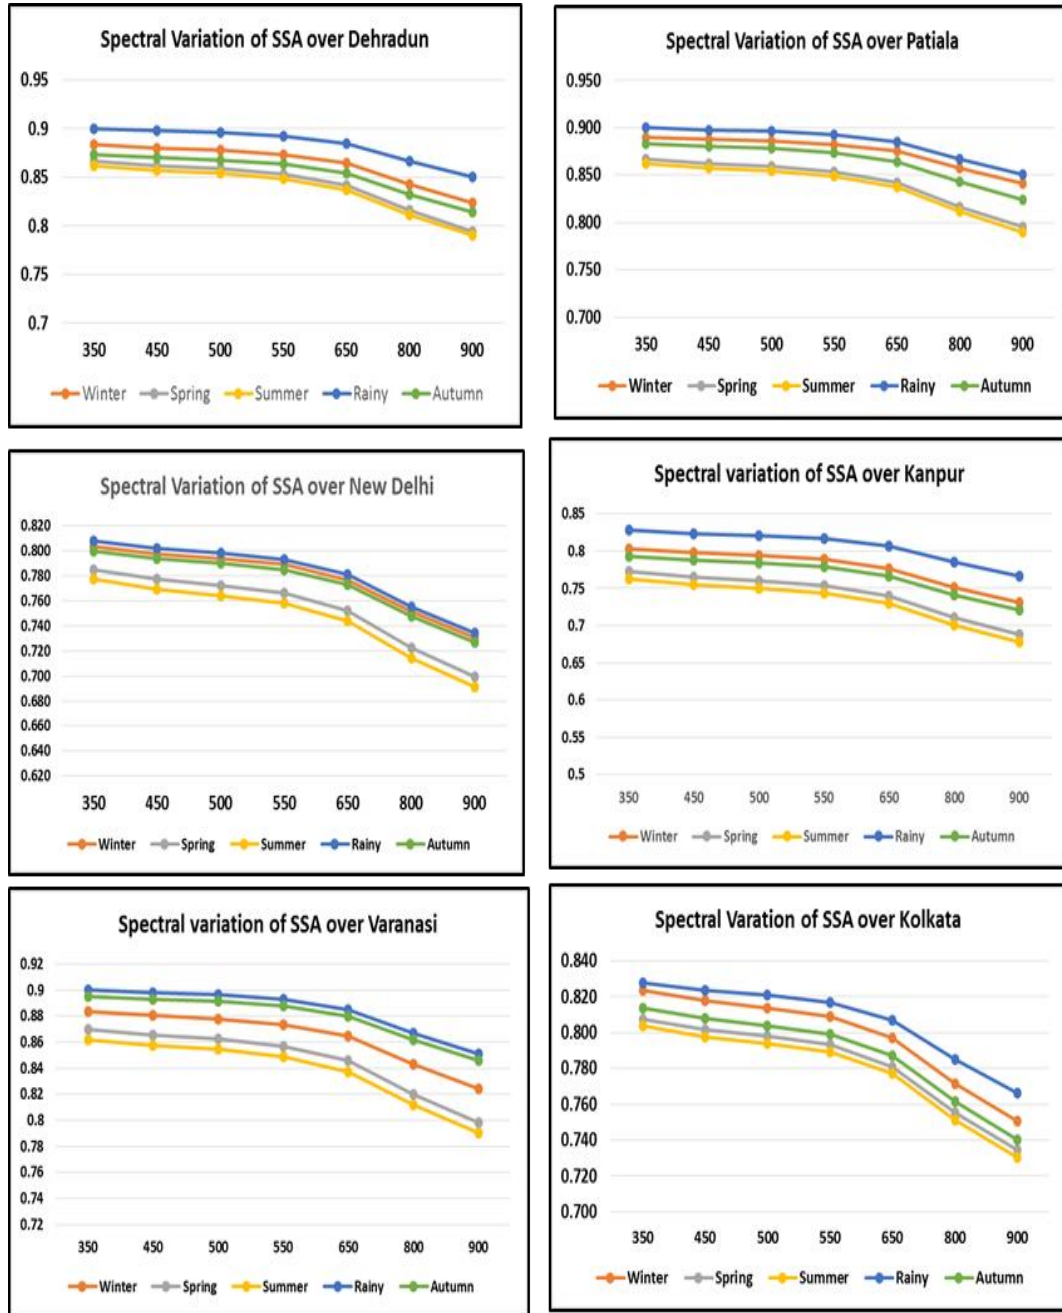 Spectral Variation of SSA over Dehradun
0.95
0.9
0.85
0.8
0.75
0.7
350 450 500 550 650 800 900
Winter Spring Summer Rainy Autumn
Spectral Variation of SSA over Patiala
0.950
0.900
0.850
0.800
0.750
0.700
350 450 500 550 650 800 900
Winter Spring Summer Rainy Autumn
Spectral Variation of SSA over New Delhi
0.820
0.800
0.780
0.760
0.740
0.720
0.700
0.680
0.660
0.640
0.620
350 450 500 550 650 800 900
Winter Spring Summer Rainy Autumn
Spectral variation of SSA over Kanpur
0.85
0.8
0.75
0.7
0.65
0.6
0.55
0.5
350 450 500 550 650 800 900
Winter Spring Summer Rainy Autumn
Spectral variation of SSA over Varanasi
0.92
0.9
0.88
0.86
0.84
0.82
0.8
0.78
0.76
0.74
0.72
350 450 500 550 650 800 900
Winter Spring Summer Rainy Autumn
Spectral Varation of SSA over Kolkata
0.840
0.820
0.800
0.780
0.760
0.740
0.720
0.700
350 450 500 550 650 800 900
Winter Spring Summer Rainy Autumn